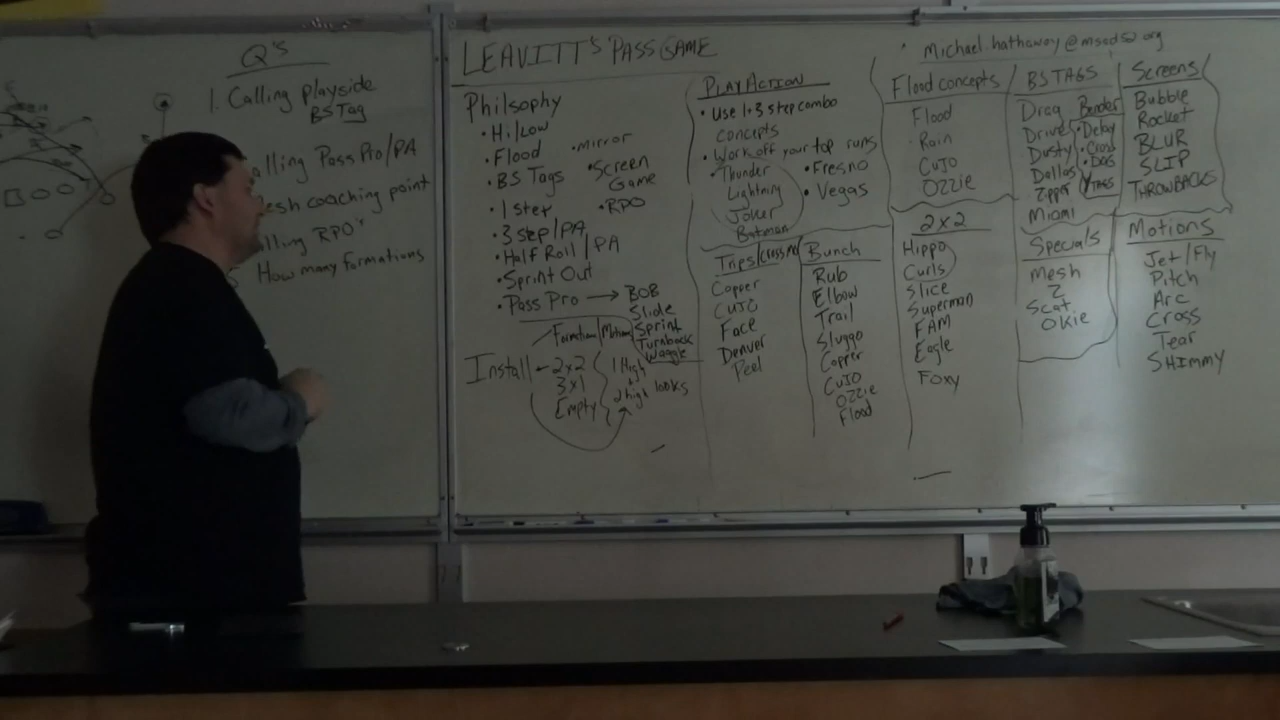 Q's
1. Calling playside
BS Tag
alling Pass Pro/PA
esh coaching point
lling RPO's
How many formations
LEAVITT'S PASS GAME
Michael.hathaway@msad52.org
Philsophy
• Hi/Low
• Flood
• BS Tags
• 1 step
• 3 step/PA
• Half Roll/PA
• Sprint Out
• Pass Pro → BOB
Slide
Sprint
Turnback
Waggle
• Mirror
• Screen
Game
• RPO
Formation | Motion
Install ← 2x2
3x1
Empty
1 High
2 high looks
PLAY ACTION
• Use 1+3 step combo
concepts
• Work off your top runs
• Thunder
Lightning
Joker
Batman
• Fresno
• Vegas
Trips/cross mo
Copper
CUJO
Face
Denver
Peel
Bunch
Rub
Elbow
Trail
Sluggo
Copper
CUJO
OZZIE
Flood
Flood concepts
Flood
Rain
CUJO
OZZIE
2x2
Hippo
Curls
Slice
Superman
FAM
Eagle
Foxy
BS TAGS
Drag
Drive
Dusty
Dallas
Zipper
Miami
Bender
• Delay
• Cross
• DAGS
Y TAGS
Specials
Mesh
Z
Scat
Okie
Screens
Bubble
Rocket
BLUR
SLIP
THROWBACKS
Motions
Jet/Fly
Pitch
Arc
Cross
Tear
SHIMMY